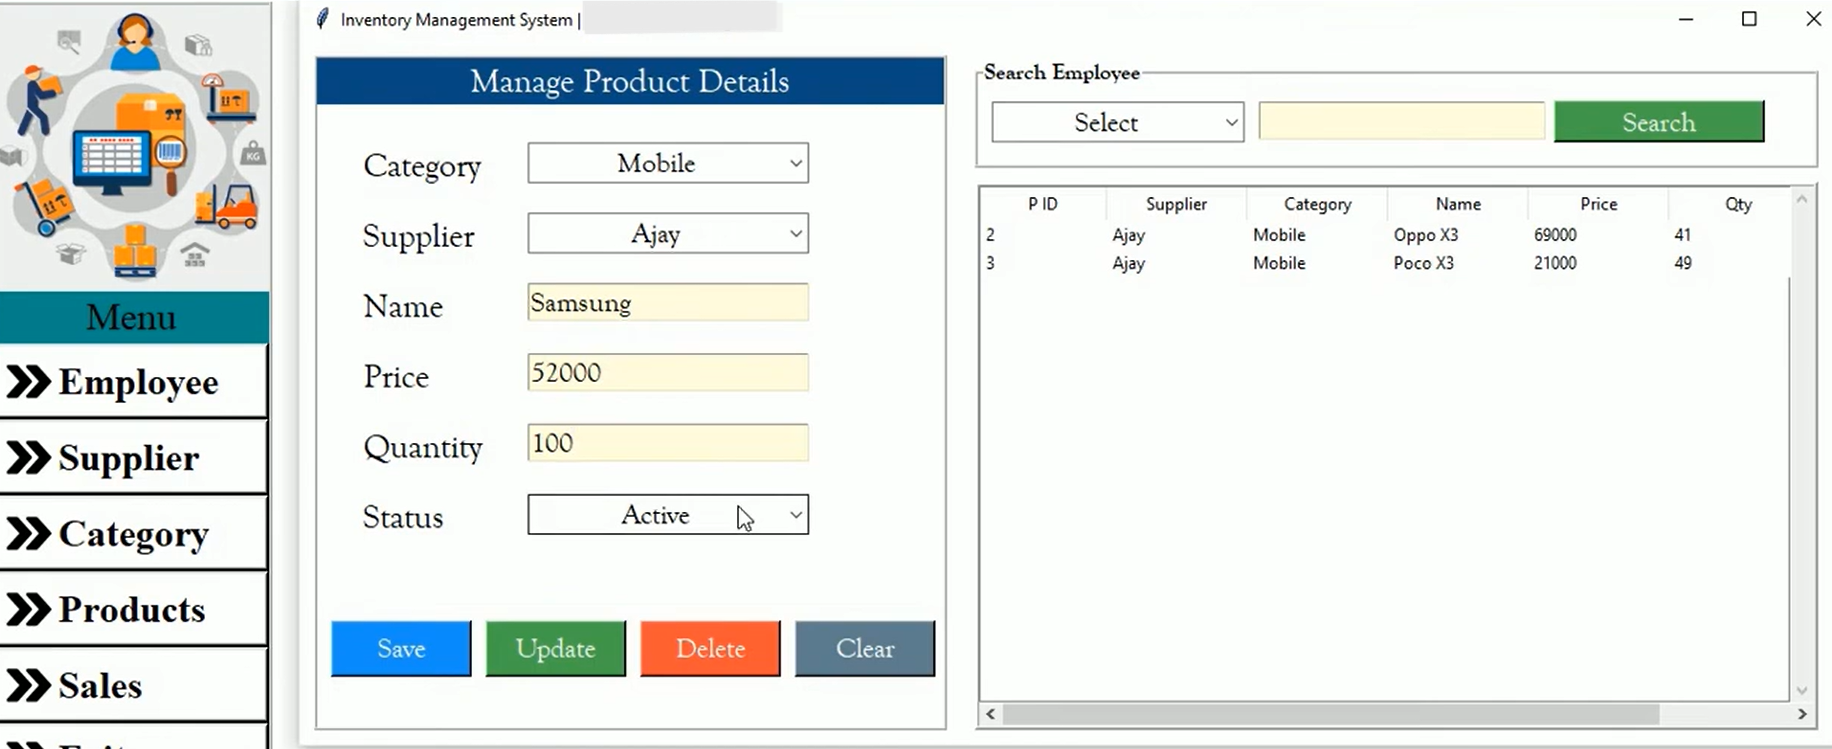 Inventory Management System |
Manage Product Details
Category Mobile
Supplier Ajay
Name Samsung
Price 52000
Quantity 100
Status Active
Save Update Delete Clear
Search Employee
Select Search
P ID Supplier Category Name Price Qty
2 Ajay Mobile Oppo X3 69000 41
3 Ajay Mobile Poco X3 21000 49
KG
Menu
Employee
Supplier
Category
Products
Sales